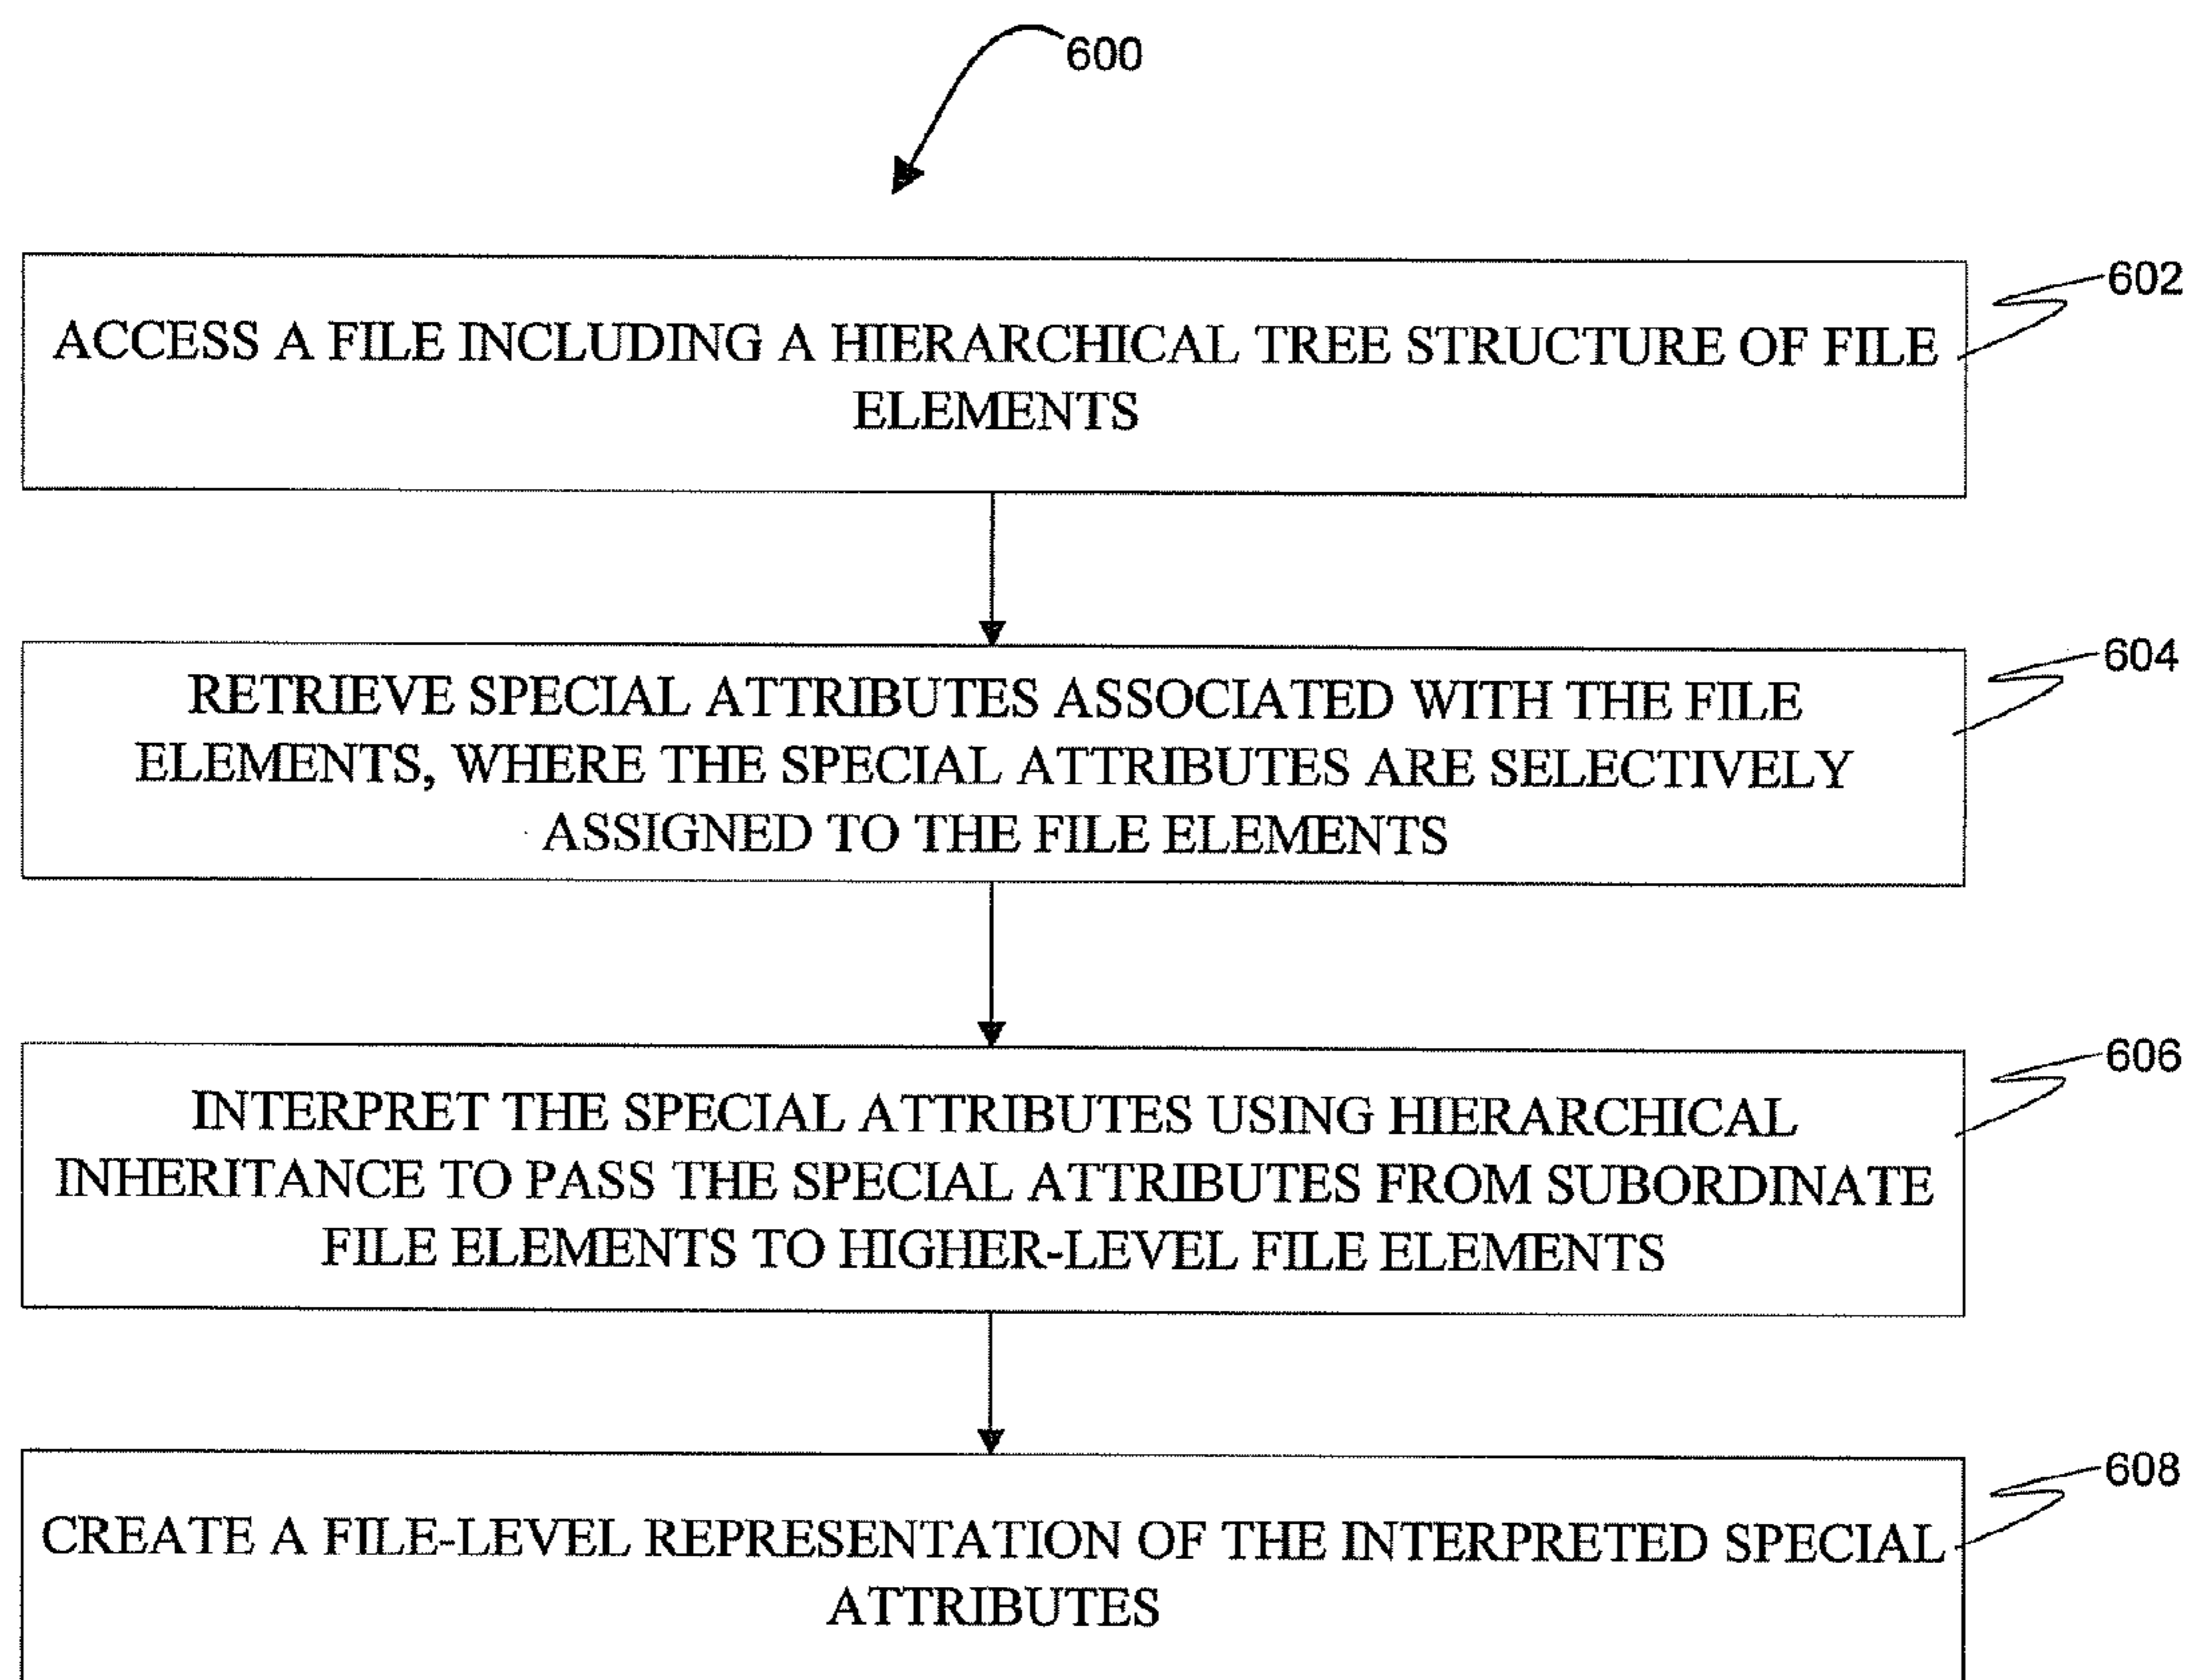 600
602
ACCESS A FILE INCLUDING A HIERARCHICAL TREE STRUCTURE OF FILE
ELEMENTS
604
RETRIEVE SPECIAL ATTRIBUTES ASSOCIATED WITH THE FILE
ELEMENTS, WHERE THE SPECIAL ATTRIBUTES ARE SELECTIVELY
ASSIGNED TO THE FILE ELEMENTS
606
INTERPRET THE SPECIAL ATTRIBUTES USING HIERARCHICAL
INHERITANCE TO PASS THE SPECIAL ATTRIBUTES FROM SUBORDINATE
FILE ELEMENTS TO HIGHER-LEVEL FILE ELEMENTS
608
CREATE A FILE-LEVEL REPRESENTATION OF THE INTERPRETED SPECIAL
ATTRIBUTES